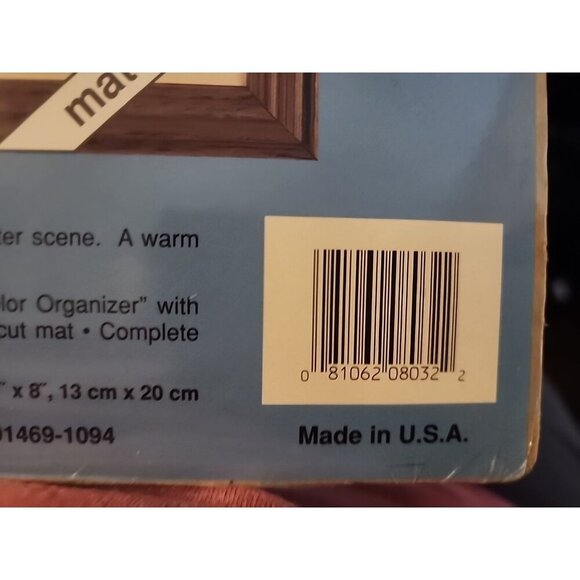 mat
ter scene. A warm
lor Organizer" with
cut mat • Complete
" x 8", 13 cm x 20 cm
01469-1094
0 81062 08032 2
Made in U.S.A.